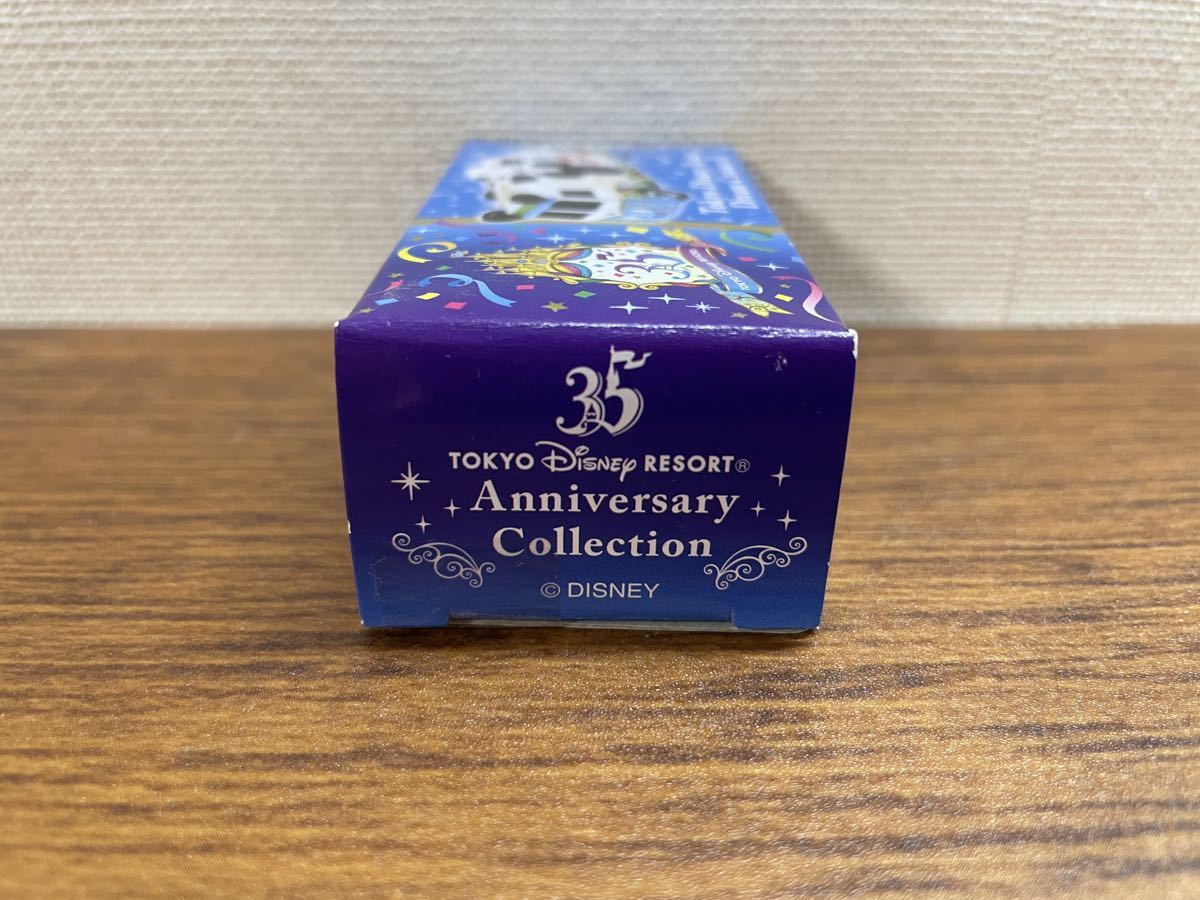 35
TOKYO Disney RESORT®
Anniversary
Collection
© DISNEY